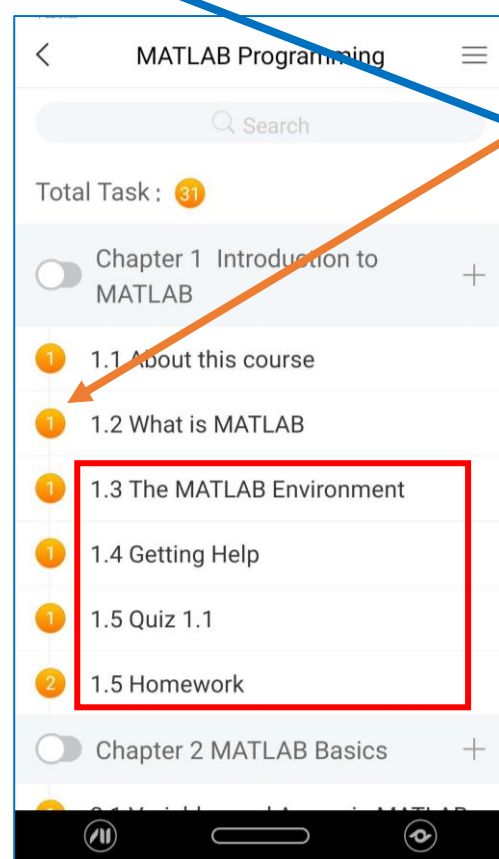 MATLAB Programming
Search
Total Task : 31
Chapter 1 Introduction to
MATLAB
1 1.1 About this course
1 1.2 What is MATLAB
1 1.3 The MATLAB Environment
1 1.4 Getting Help
1 1.5 Quiz 1.1
2 1.5 Homework
Chapter 2 MATLAB Basics